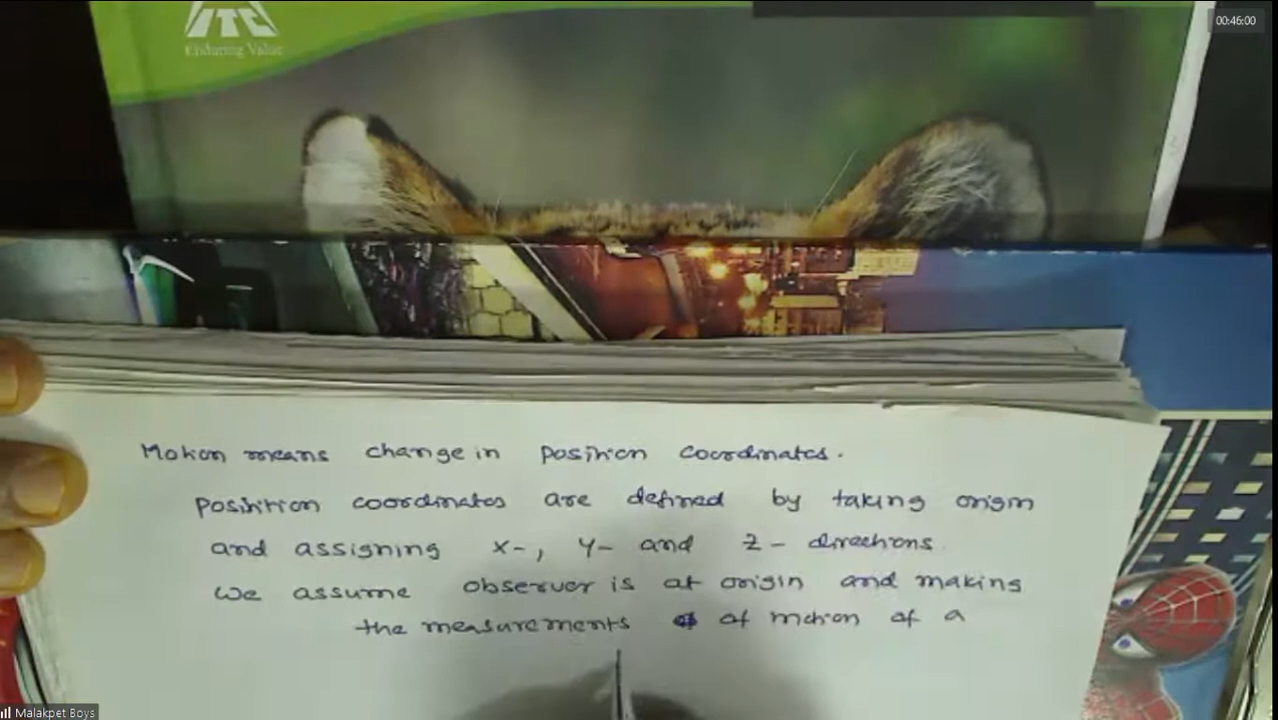 ITC
Enduring Value
00:46:00
Motion means change in position coordinates.
Position coordinates are defined by taking origin
and assigning x-, y- and z- directions.
We assume observer is at origin and making
the measurements of motion of a
Malakpet Boys